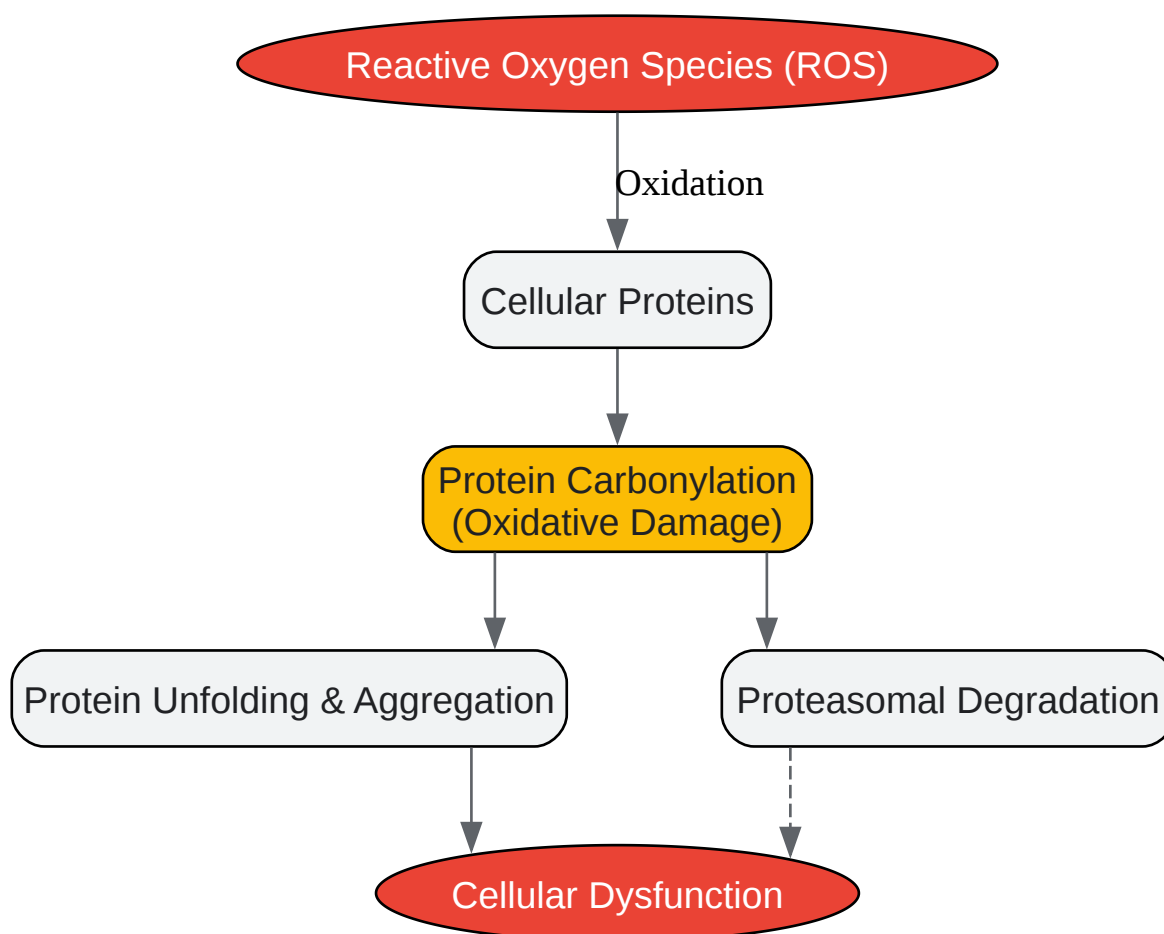 Reactive Oxygen Species (ROS)
Oxidation
Cellular Proteins
Protein Carbonylation
(Oxidative Damage)
Protein Unfolding & Aggregation
Proteasomal Degradation
Cellular Dysfunction